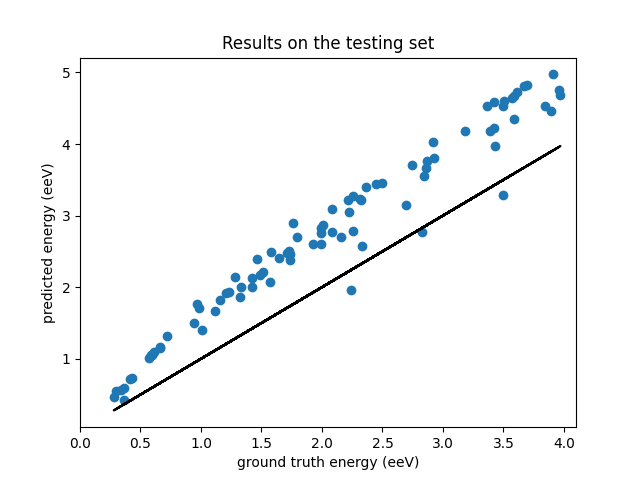 Results on the testing set
predicted energy (eeV)
5
4
3
2
1
0.0 0.5 1.0 1.5 2.0 2.5 3.0 3.5 4.0
ground truth energy (eeV)